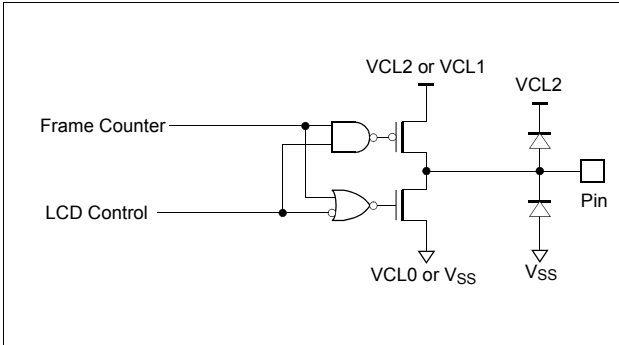 VCL2 or VCL1
VCL2
Frame Counter
LCD Control
Pin
VCL0 or VSS
VSS